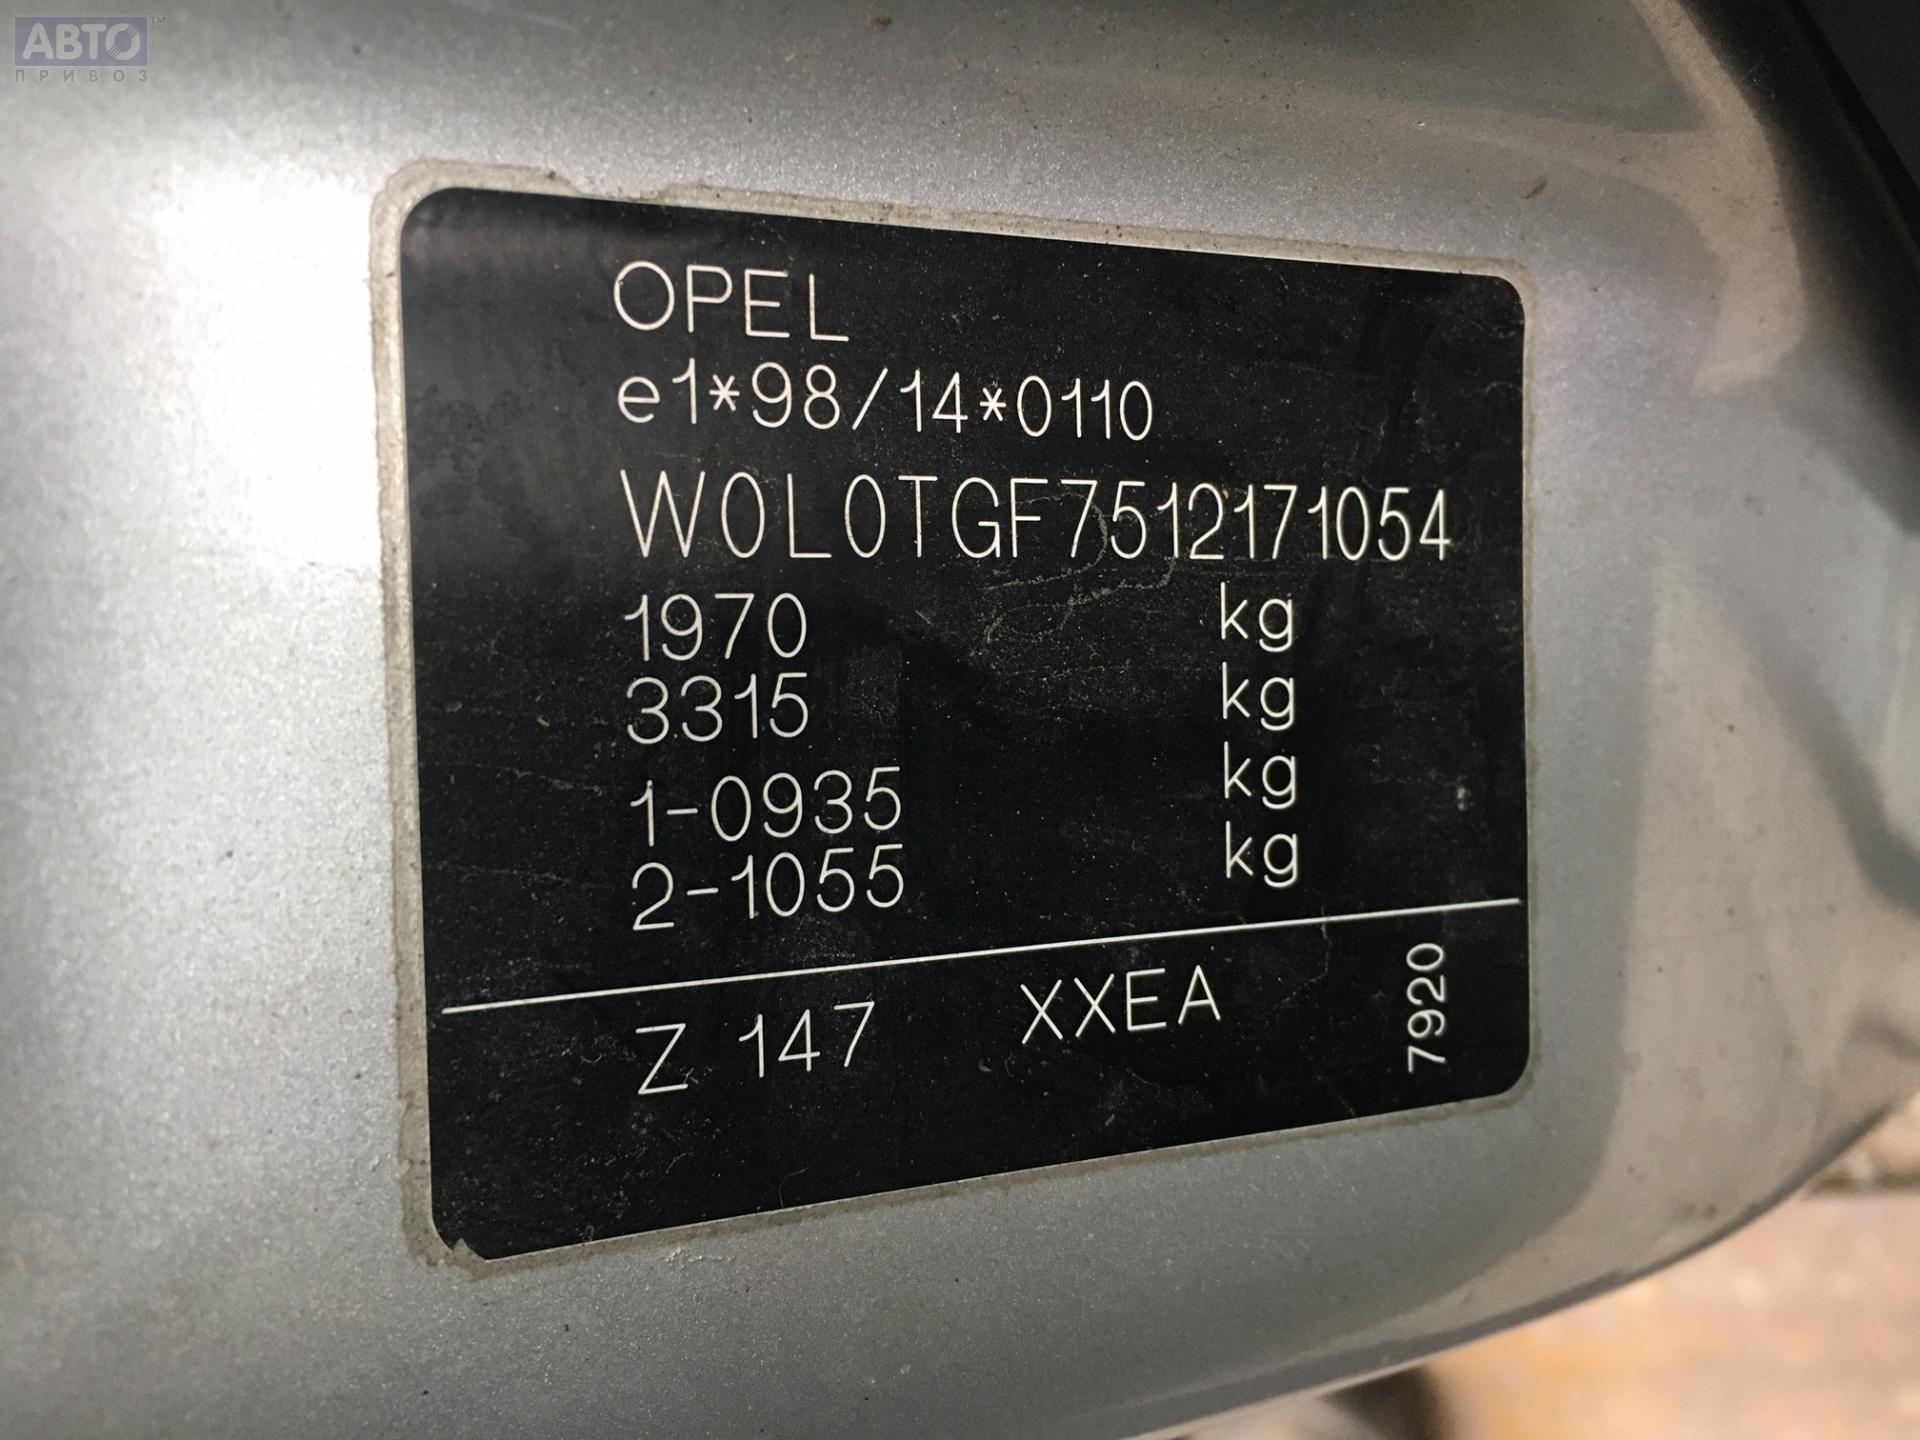 АВТО™
ПРИВОЗ
OPEL
e1*98/14*0110
W0L0TGF7512171054
1970 kg
3315 kg
1-0935 kg
2-1055 kg
Z 147 XXEA 7920